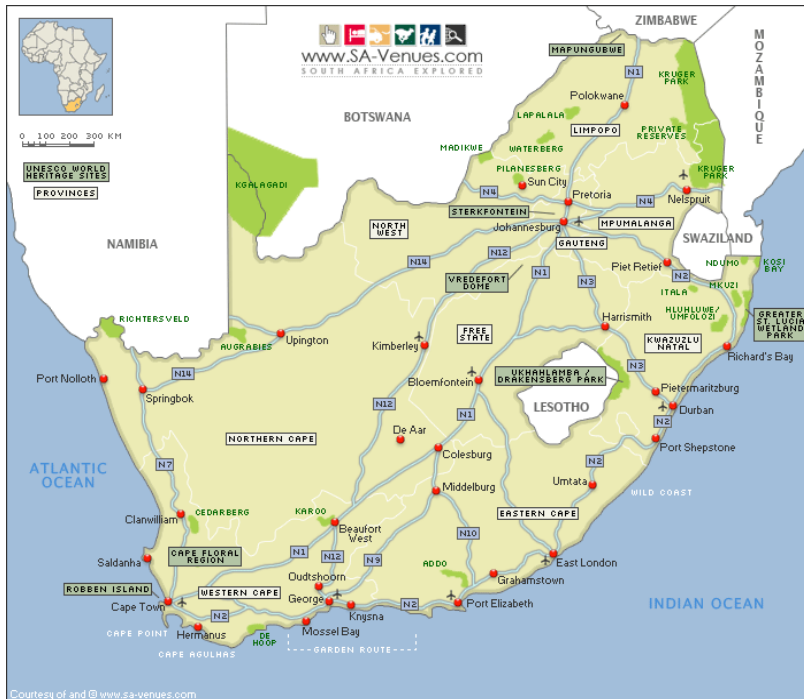 ZIMBABWE
MAPUNGUBWE
www.SA-Venues.com
SOUTH AFRICA EXPLORED
N1
MOZAMBIQUE
KRUGER
PARK
Polokwane
BOTSWANA
LAPALALA
LIMPOPO
PRIVATE
RESERVES
0 100 200 300 KM
WATERBERG
MADIKWE
PILANESBERG
KRUGER
PARK
UNESCO WORLD
HERITAGE SITES
PROVINCES
KGALAGADI
Sun City
N4
Pretoria
N4
Nelspruit
STERKFONTEIN
NORTH
WEST
Johannesburg
MPUMALANGA
GAUTENG
SWAZILAND
NAMIBIA
N14
N12
N1
N3
Piet Retief
N2
NDUMO
KOSI
BAY
VREDEFORT
DOME
ITALA
MKUZI
HLUHLUWE/
UMFOLOZI
GREATER
ST. LUCIA
WETLAND
PARK
RICHTERSVELD
Harrismith
FREE
STATE
KWAZUZLU
NATAL
AUGRABIES
Upington
Kimberley
Richard's Bay
N3
Port Nolloth
N14
Springbok
Bloemfontein
UKHAHLAMBA /
DRAKENSBERG PARK
Pietermaritzburg
N12
LESOTHO
Durban
N1
N2
De Aar
NORTHERN CAPE
Colesburg
Port Shepstone
N2
ATLANTIC
OCEAN
N7
Middelburg
Umtata
WILD COAST
Clanwilliam
CEDARBERG
KAROO
Beaufort
West
EASTERN CAPE
N10
Saldanha
CAPE FLORAL
REGION
N1
N12
N9
East London
Oudtshoorn
ADDO
Grahamstown
ROBBEN ISLAND
WESTERN CAPE
Cape Town
George
N2
Knysna
N2
Port Elizabeth
INDIAN OCEAN
CAPE POINT
Hermanus
DE
HOOP
Mossel Bay
GARDEN ROUTE
CAPE AGULHAS
Courtesy of and © www.sa-venues.com